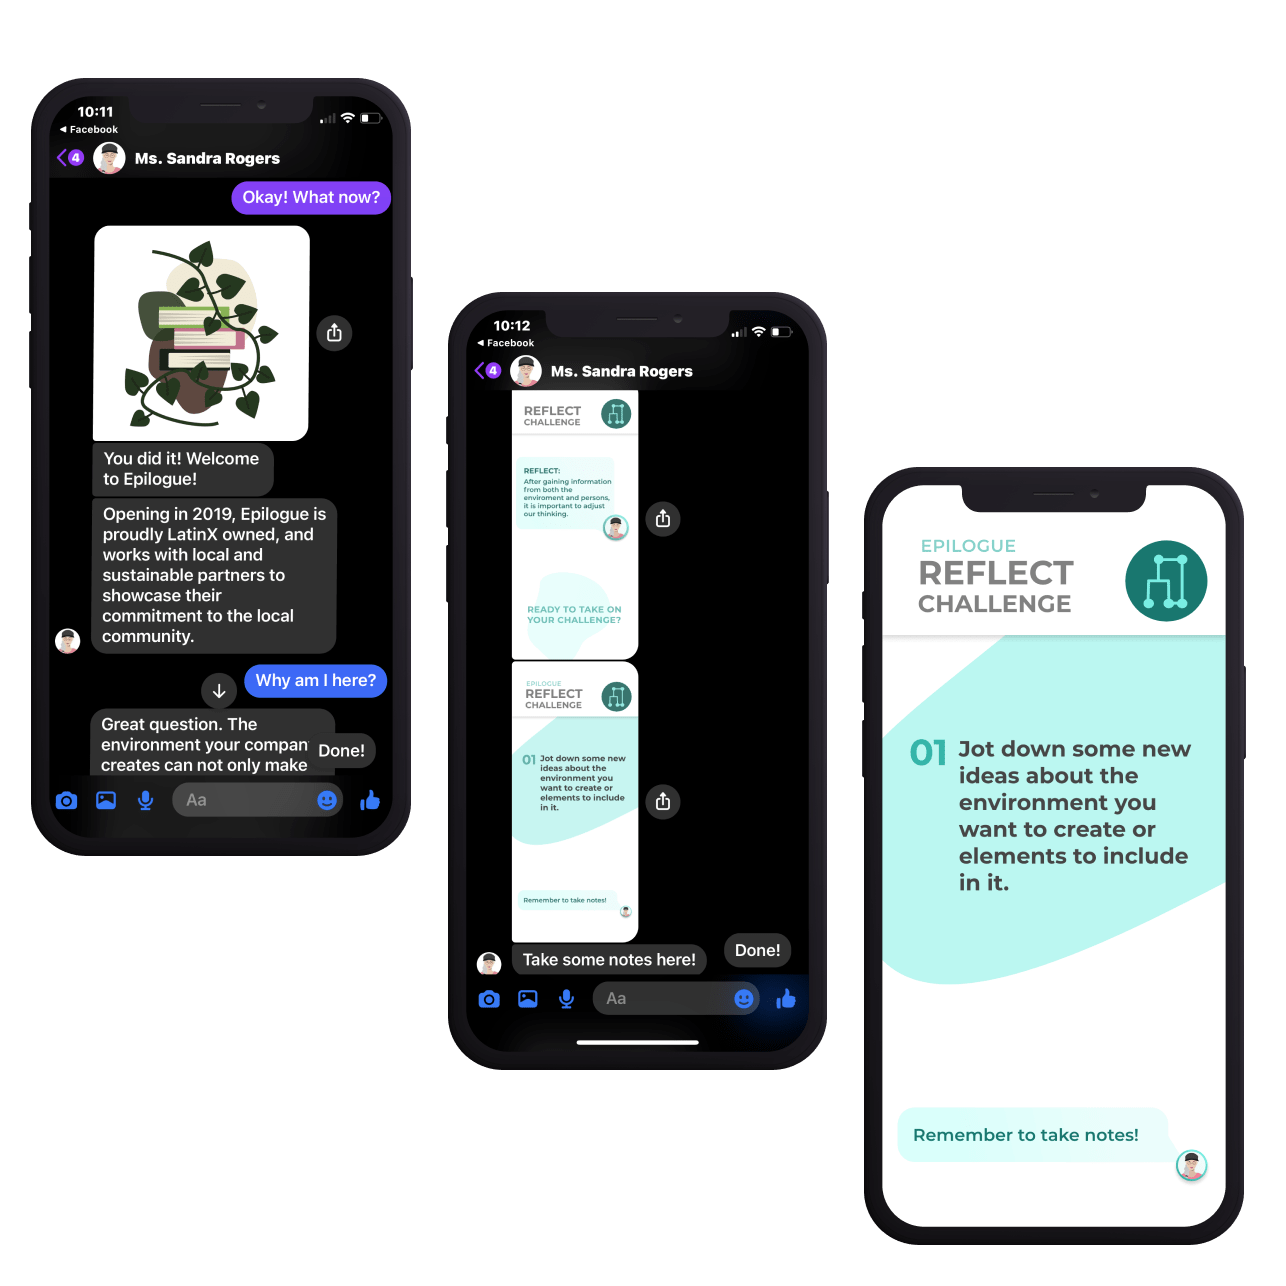 10:11
Facebook
4
Ms. Sandra Rogers
Okay! What now?
You did it! Welcome
to Epilogue!
Opening in 2019, Epilogue is
proudly LatinX owned, and
works with local and
sustainable partners to
showcase their
commitment to the local
community.
Why am I here?
Great question. The
environment your compan
creates can not only make
Done!
Aa
10:12
Facebook
4
Ms. Sandra Rogers
REFLECT
CHALLENGE
REFLECT:
After gaining information
from both the
enviroment and persons,
it is important to adjust
our thinking.
READY TO TAKE ON
YOUR CHALLENGE?
EPILOGUE
REFLECT
CHALLENGE
01 Jot down some new
ideas about the
environment you
want to create or
elements to include
in it.
Remember to take notes!
Take some notes here!
Done!
Aa
EPILOGUE
REFLECT
CHALLENGE
01 Jot down some new
ideas about the
environment you
want to create or
elements to include
in it.
Remember to take notes!